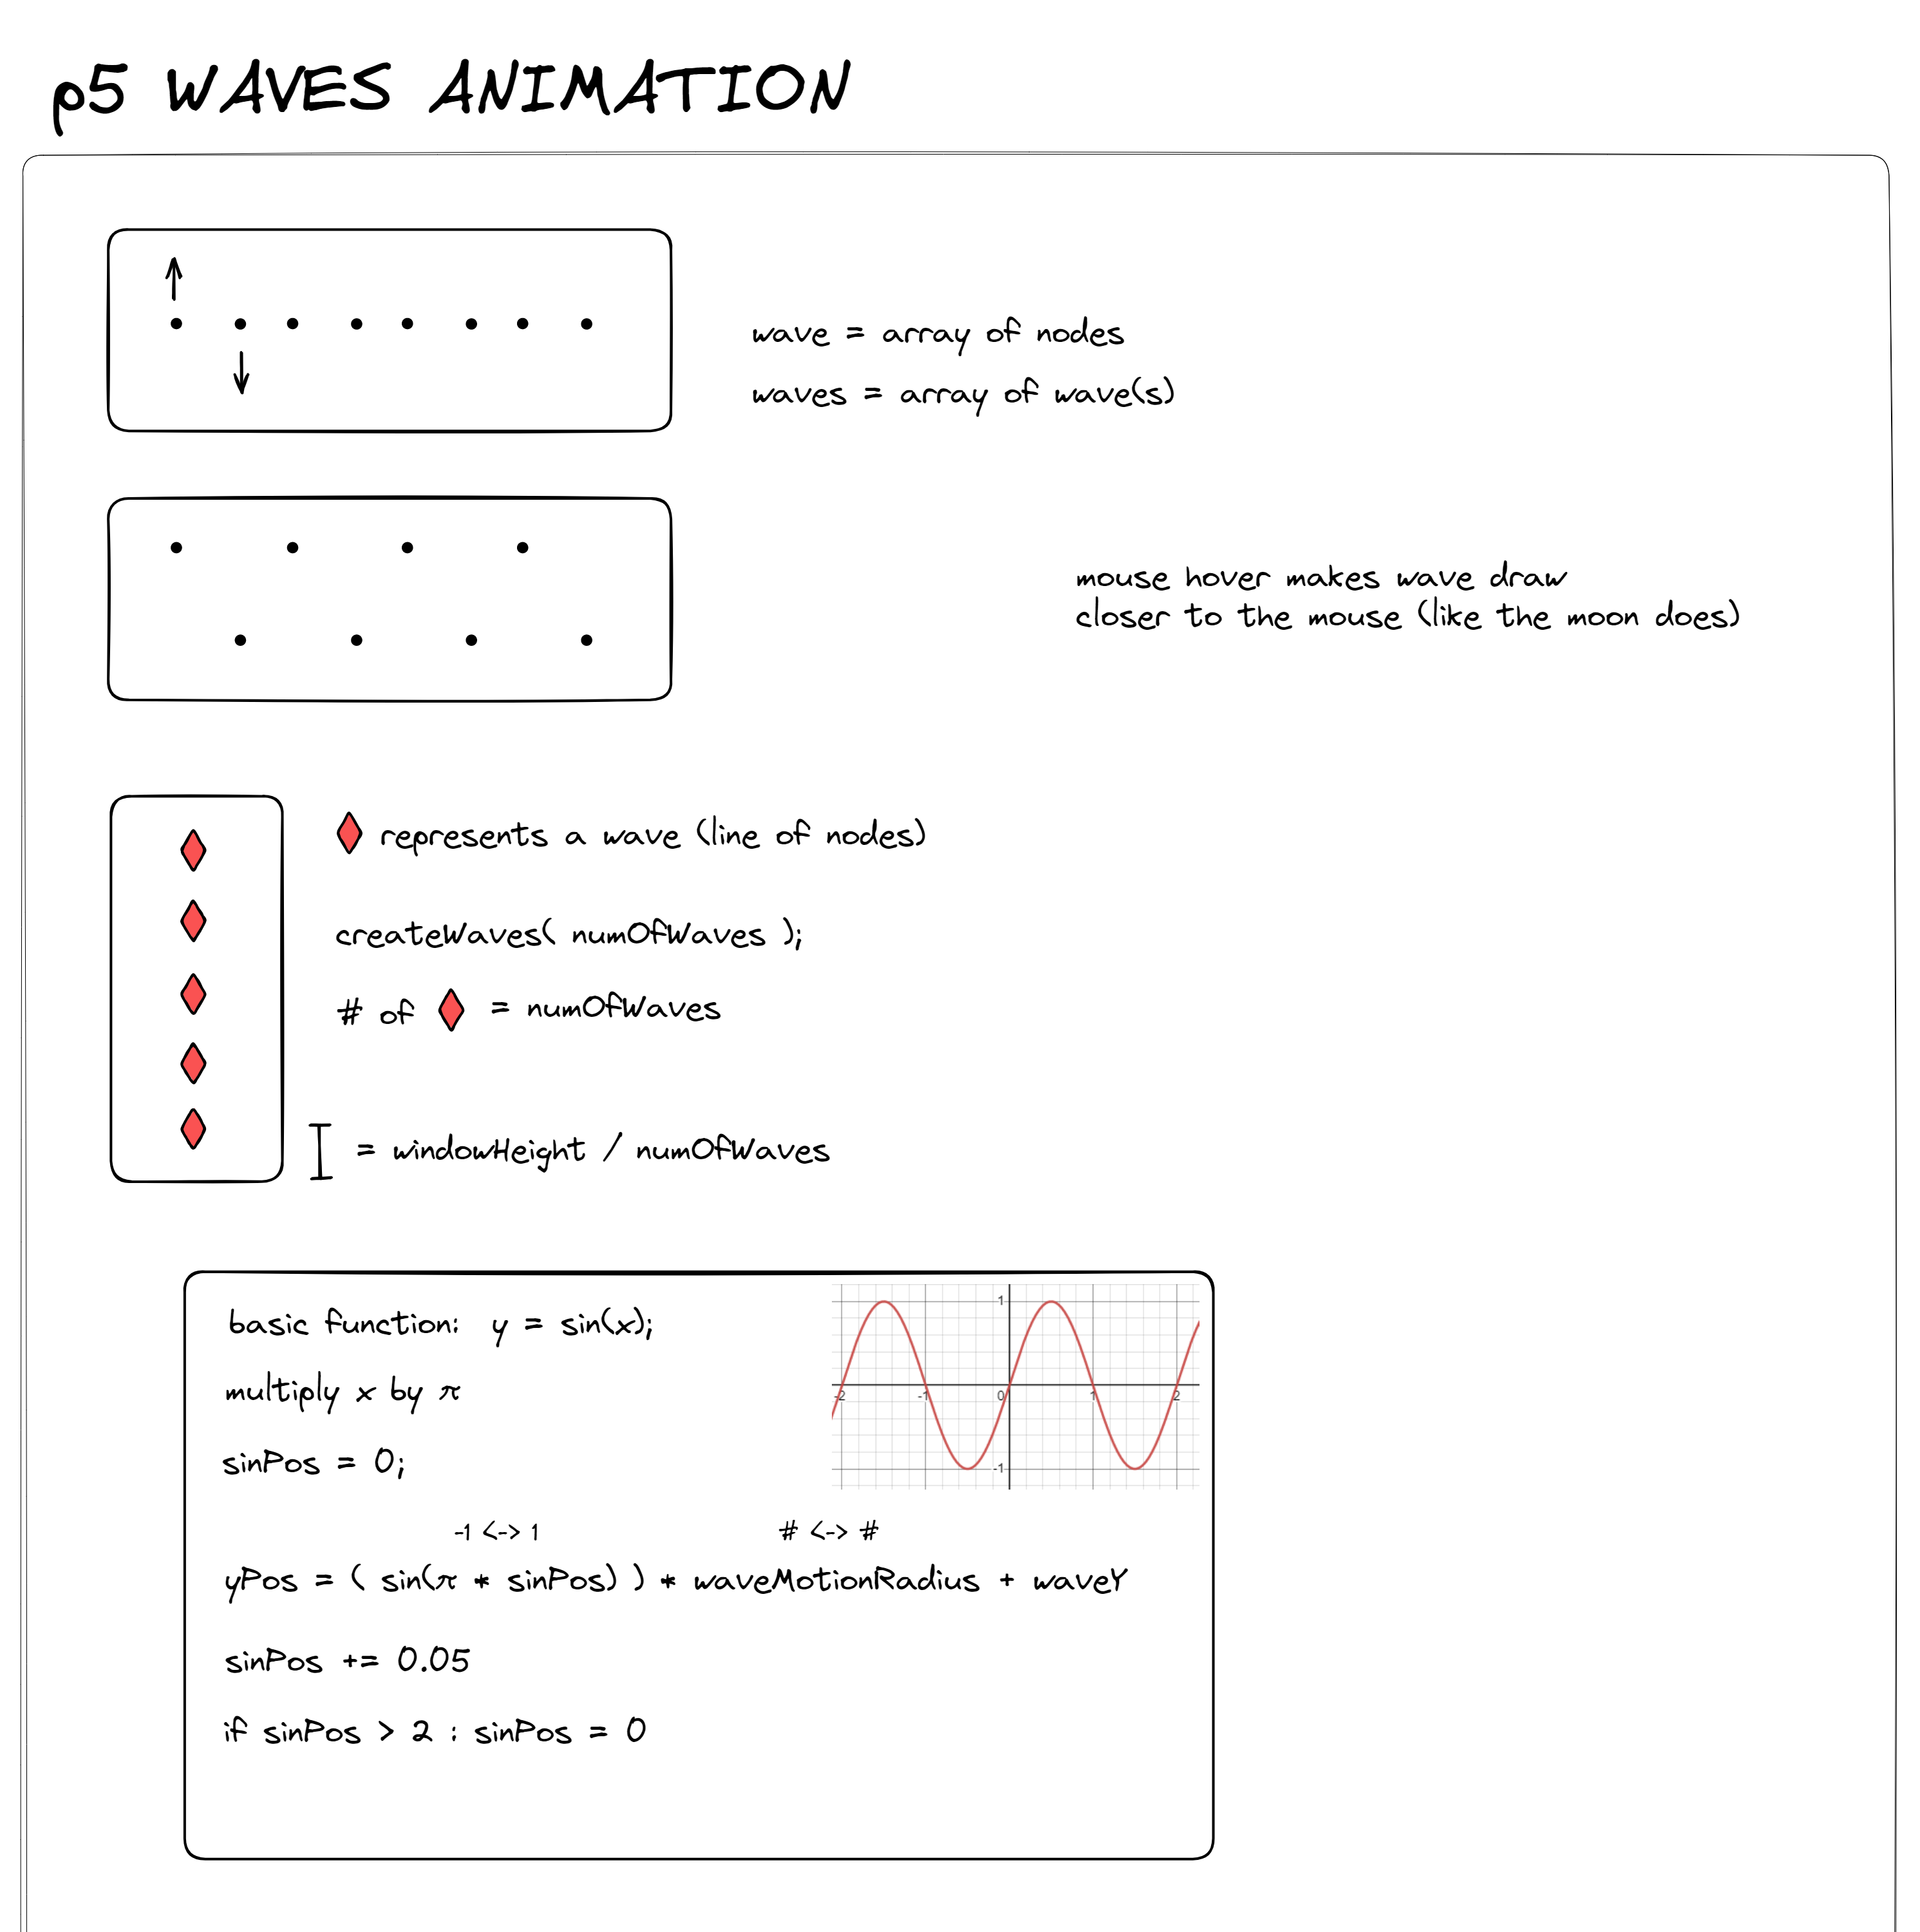 p5 WAVES ANIMATION
wave = array of nodes
waves = array of wave(s)
mouse hover makes wave draw
closer to the mouse (like the moon does)
represents a wave (line of nodes)
createWaves( numOfWaves );
# of = numOfWaves
= windowHeight / numOfWaves
basic function: y = sin(x);
multiply x by π
sinPos = 0;
1
-2 -1 0 1 2
-1
-1 <-> 1 # <-> #
yPos = ( sin(π * sinPos) ) * waveMotionRadius + waveY
sinPos += 0.05
if sinPos > 2 : sinPos = 0